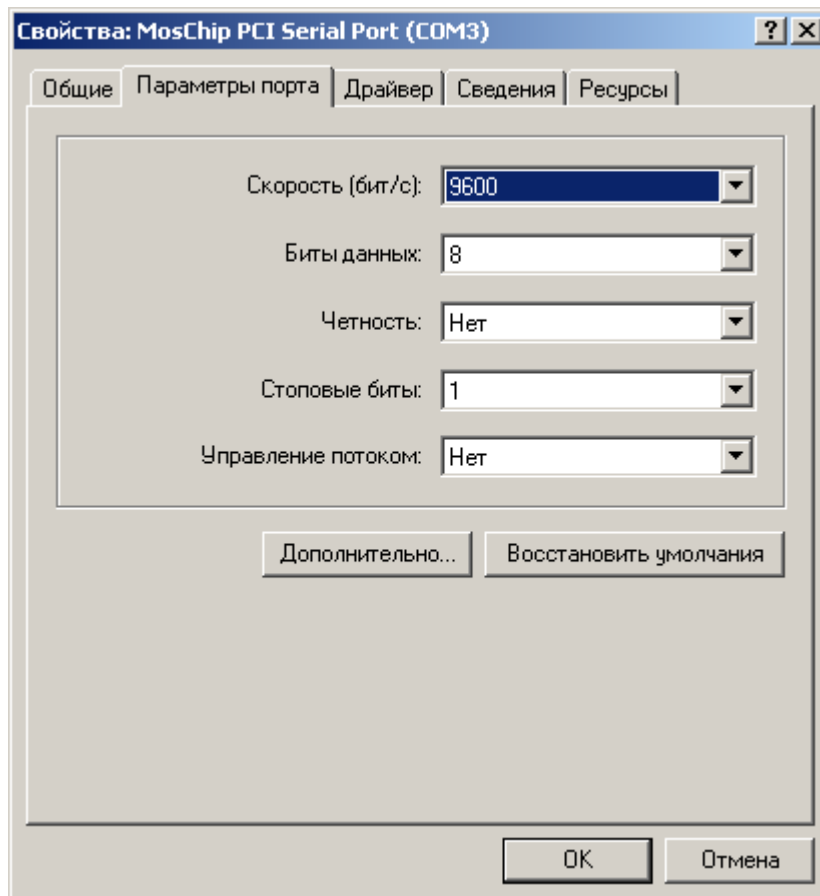 Свойства: MosChip PCI Serial Port (COM3)
Общие Параметры порта Драйвер Сведения Ресурсы
Скорость (бит/с): 9600
Биты данных: 8
Четность: Нет
Стоповые биты: 1
Управление потоком: Нет
Дополнительно... Восстановить умолчания
OK Отмена